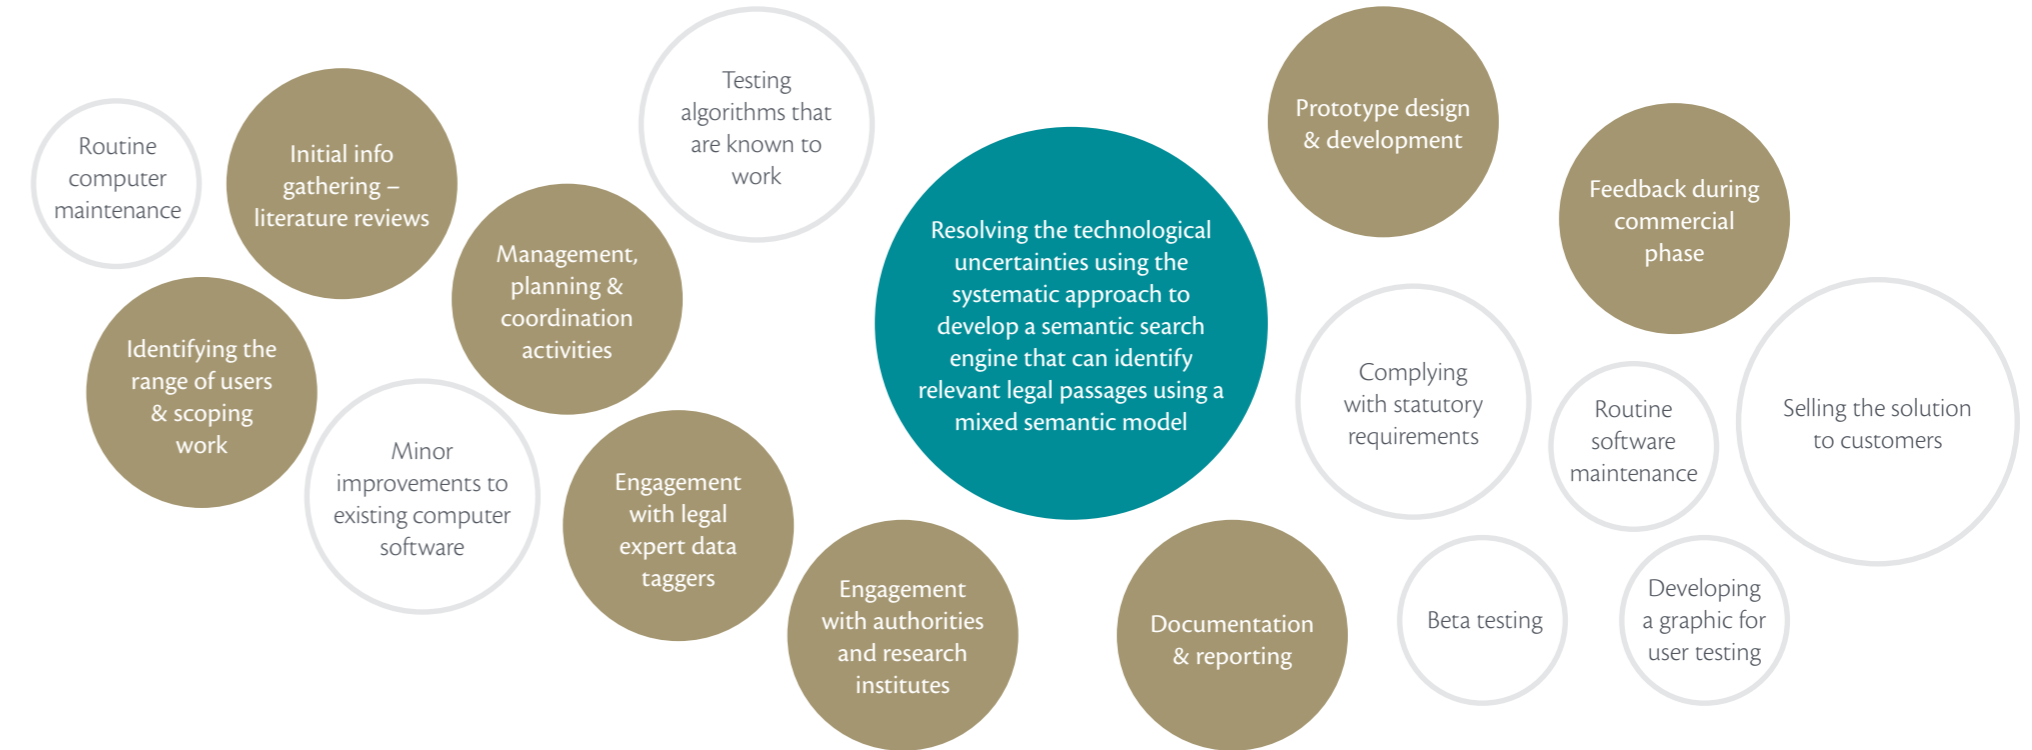 Routine
computer
maintenance
Initial info
gathering –
literature reviews
Identifying the
range of users
& scoping
work
Management,
planning &
coordination
activities
Minor
improvements to
existing computer
software
Testing
algorithms that
are known to
work
Engagement
with legal
expert data
taggers
Engagement
with authorities
and research
institutes
Resolving the technological
uncertainties using the
systematic approach to
develop a semantic search
engine that can identify
relevant legal passages using a
mixed semantic model
Documentation
& reporting
Prototype design
& development
Feedback during
commercial
phase
Complying
with statutory
requirements
Routine
software
maintenance
Selling the solution
to customers
Beta testing
Developing
a graphic for
user testing